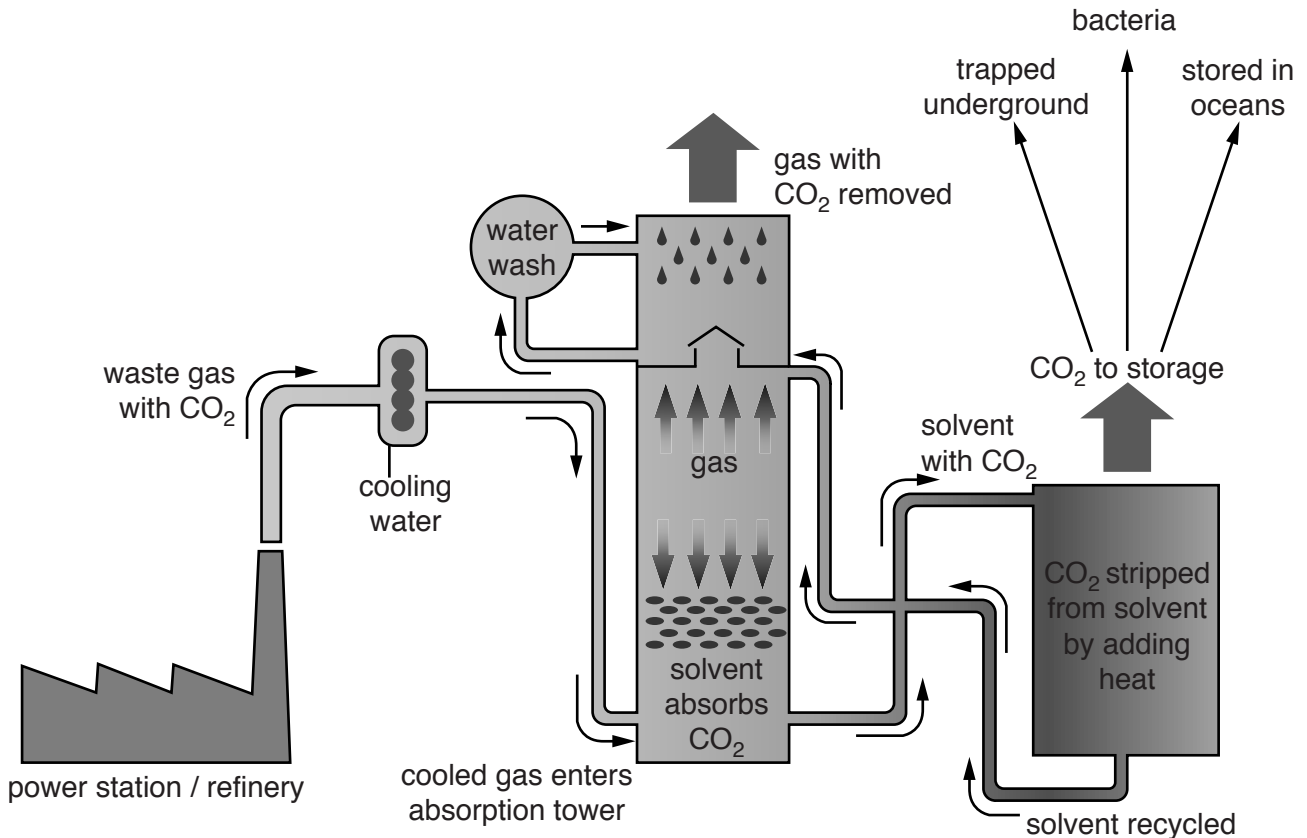 bacteria
trapped
underground
stored in
oceans
gas with
CO₂ removed
water
wash
CO₂ to storage
waste gas
with CO₂
solvent
with CO₂
gas
cooling
water
CO₂ stripped
from solvent
by adding
heat
solvent
absorbs
CO₂
power station / refinery
cooled gas enters
absorption tower
solvent recycled